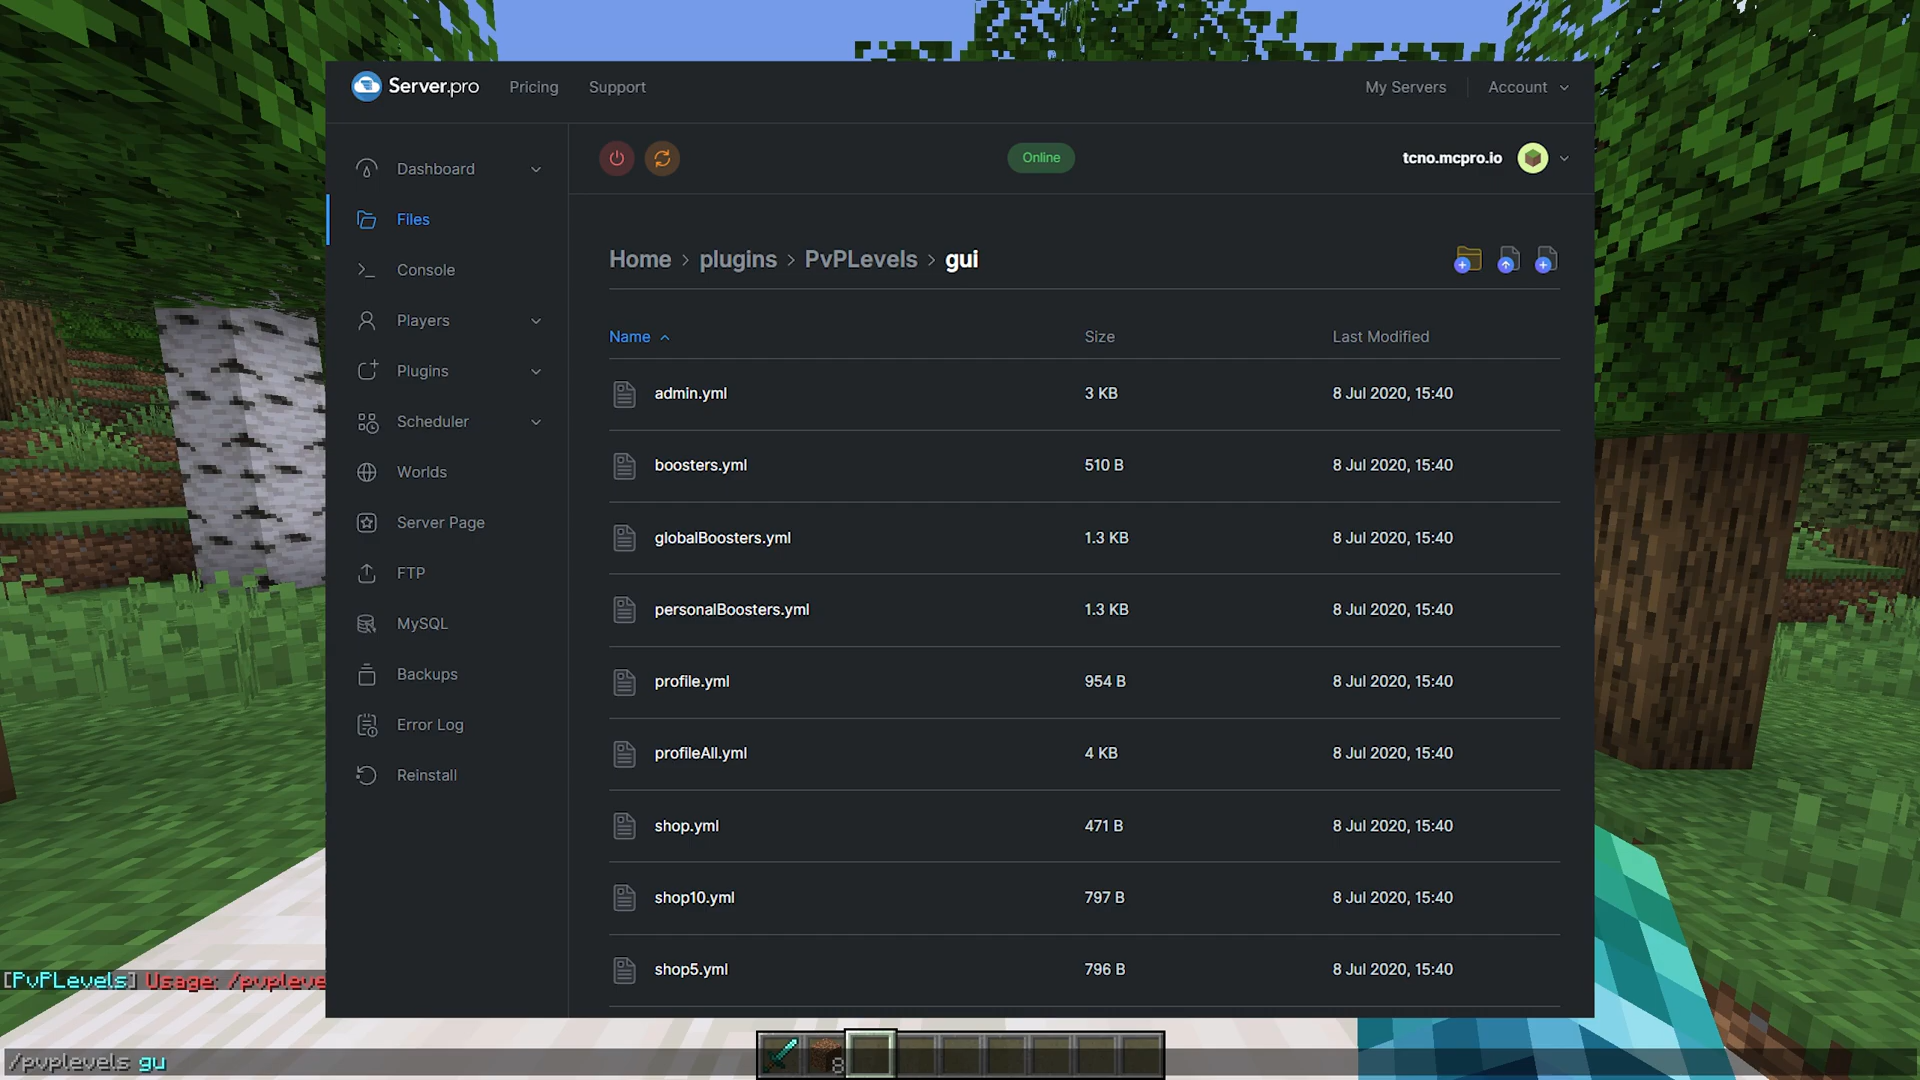 Server.pro
Pricing
Support
My Servers
Account
Dashboard
Files
Console
Players
Plugins
Scheduler
Worlds
Server Page
FTP
MySQL
Backups
Error Log
Reinstall
Online
tcno.mcpro.io
Home > plugins > PvPLevels > gui
Name Size Last Modified
admin.yml 3 KB 8 Jul 2020, 15:40
boosters.yml 510 B 8 Jul 2020, 15:40
globalBoosters.yml 1.3 KB 8 Jul 2020, 15:40
personalBoosters.yml 1.3 KB 8 Jul 2020, 15:40
profile.yml 954 B 8 Jul 2020, 15:40
profileAll.yml 4 KB 8 Jul 2020, 15:40
shop.yml 471 B 8 Jul 2020, 15:40
shop10.yml 797 B 8 Jul 2020, 15:40
shop5.yml 796 B 8 Jul 2020, 15:40
[PvPLevels] Usage: /pvpleve
8
/pvplevels gu